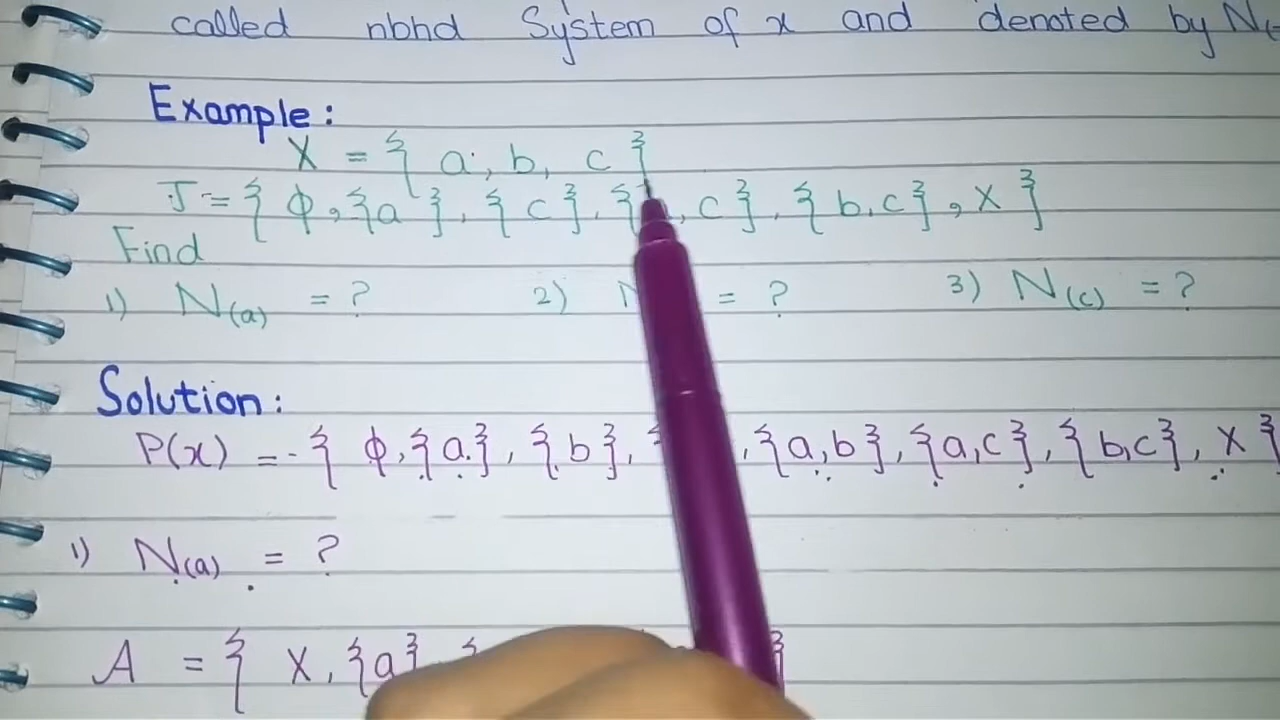 called nbhd System of x and denoted by N(
Example:
X = { a, b, c }
J = { ϕ, {a}, { c}, { , c}, { b, c}, X }
Find
1) N(a) = ? 2) N = ? 3) N(c) = ?
Solution:
P(x) = { ϕ, {a}, {b}, { , {a, b}, {a, c}, {b, c}, X }
1) N(a) = ?
A = { X, {a} { }